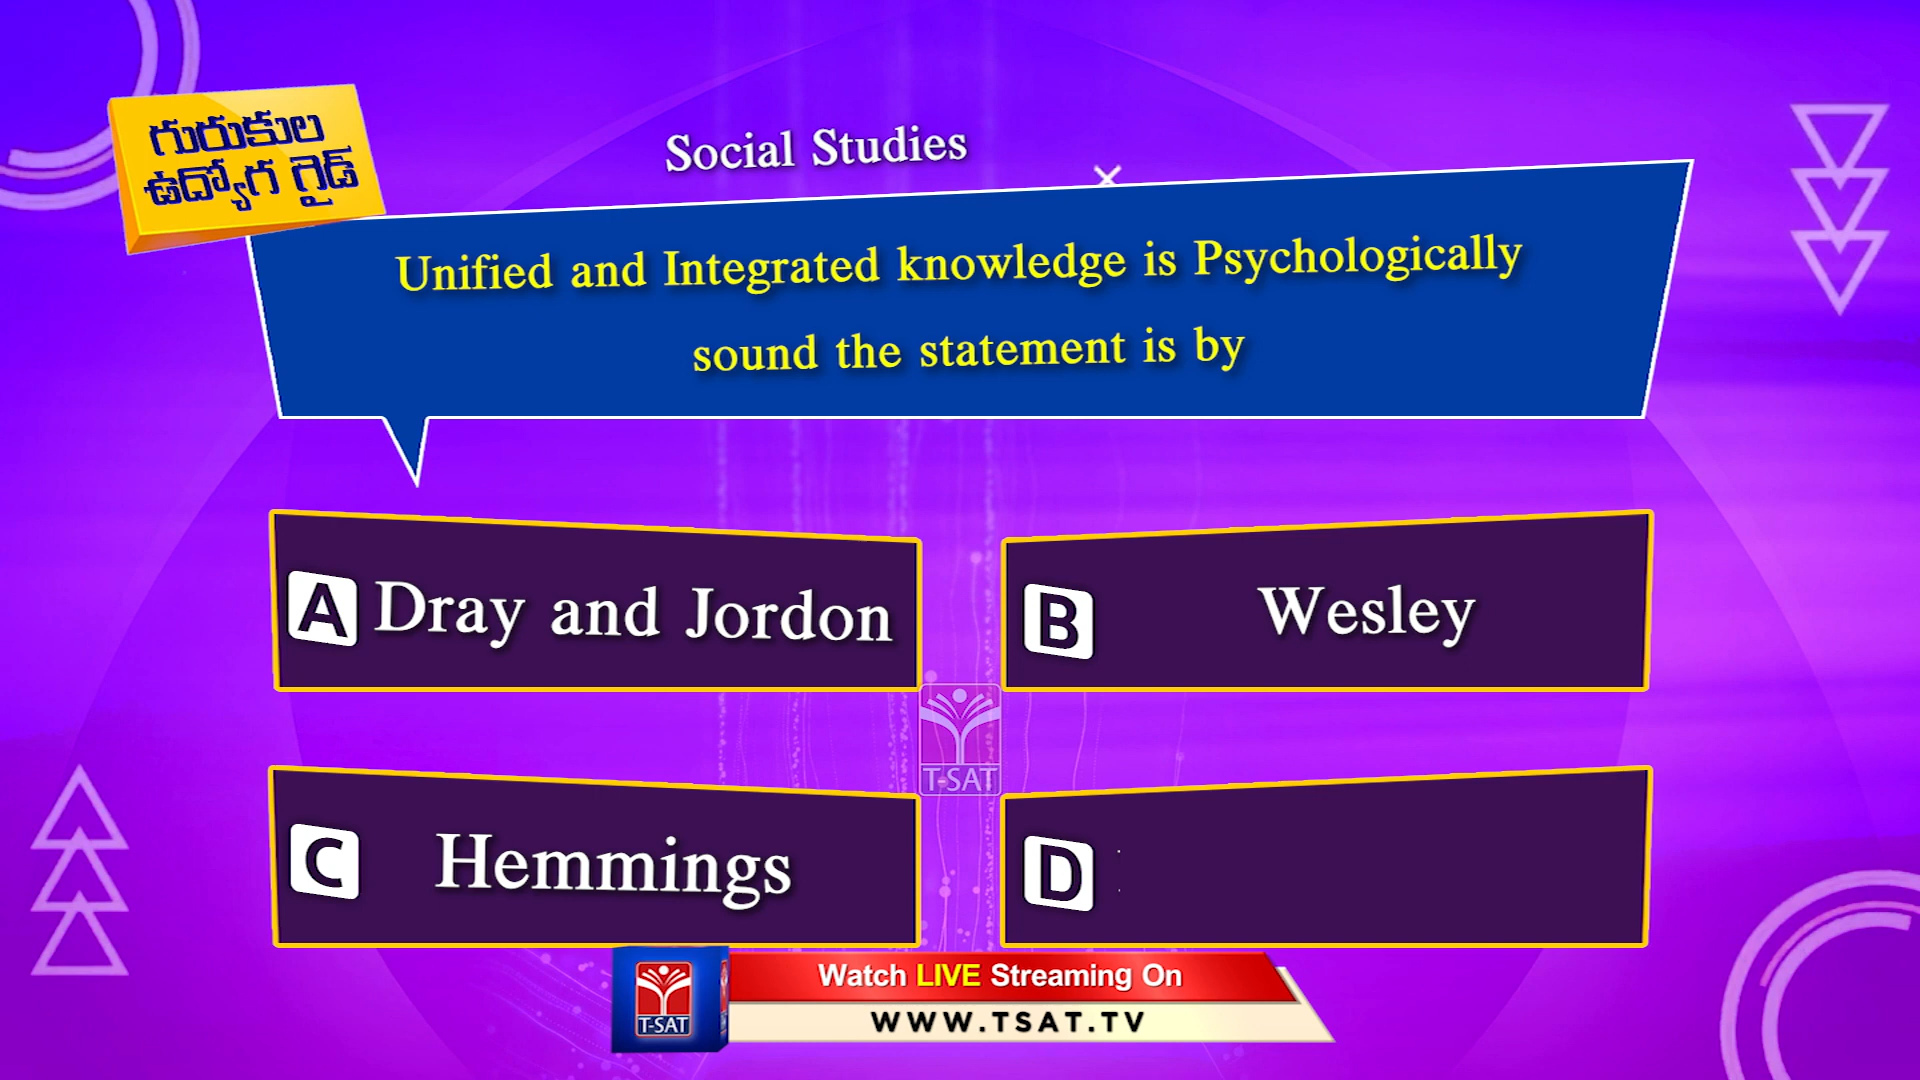 గురుకుల
ఉద్యోగ గైడ్
Social Studies
Unified and Integrated knowledge is Psychologically
sound the statement is by
A Dray and Jordon
B Wesley
C Hemmings
D
T-SAT
Watch LIVE Streaming On
T-SAT
WWW.TSAT.TV